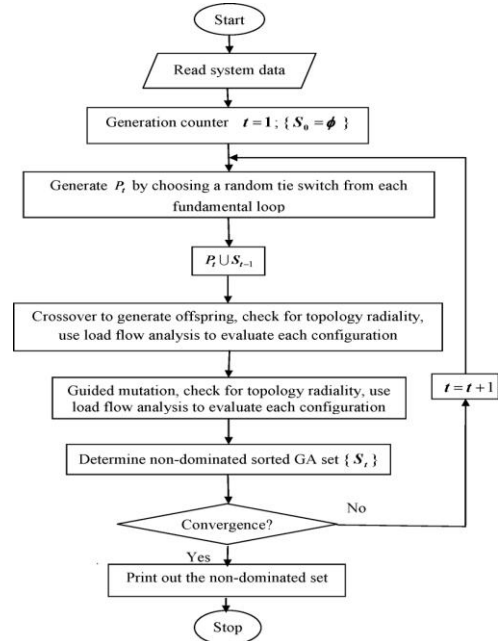 Start
Read system data
Generation counter t = 1 ; { S₀ = ϕ }
Generate Pₜ by choosing a random tie switch from each
fundamental loop
Pₜ ∪ Sₜ₋₁
Crossover to generate offspring, check for topology radiality,
use load flow analysis to evaluate each configuration
Guided mutation, check for topology radiality, use
load flow analysis to evaluate each configuration
t = t + 1
Determine non-dominated sorted GA set { Sₜ }
No
Convergence?
Yes
Print out the non-dominated set
Stop